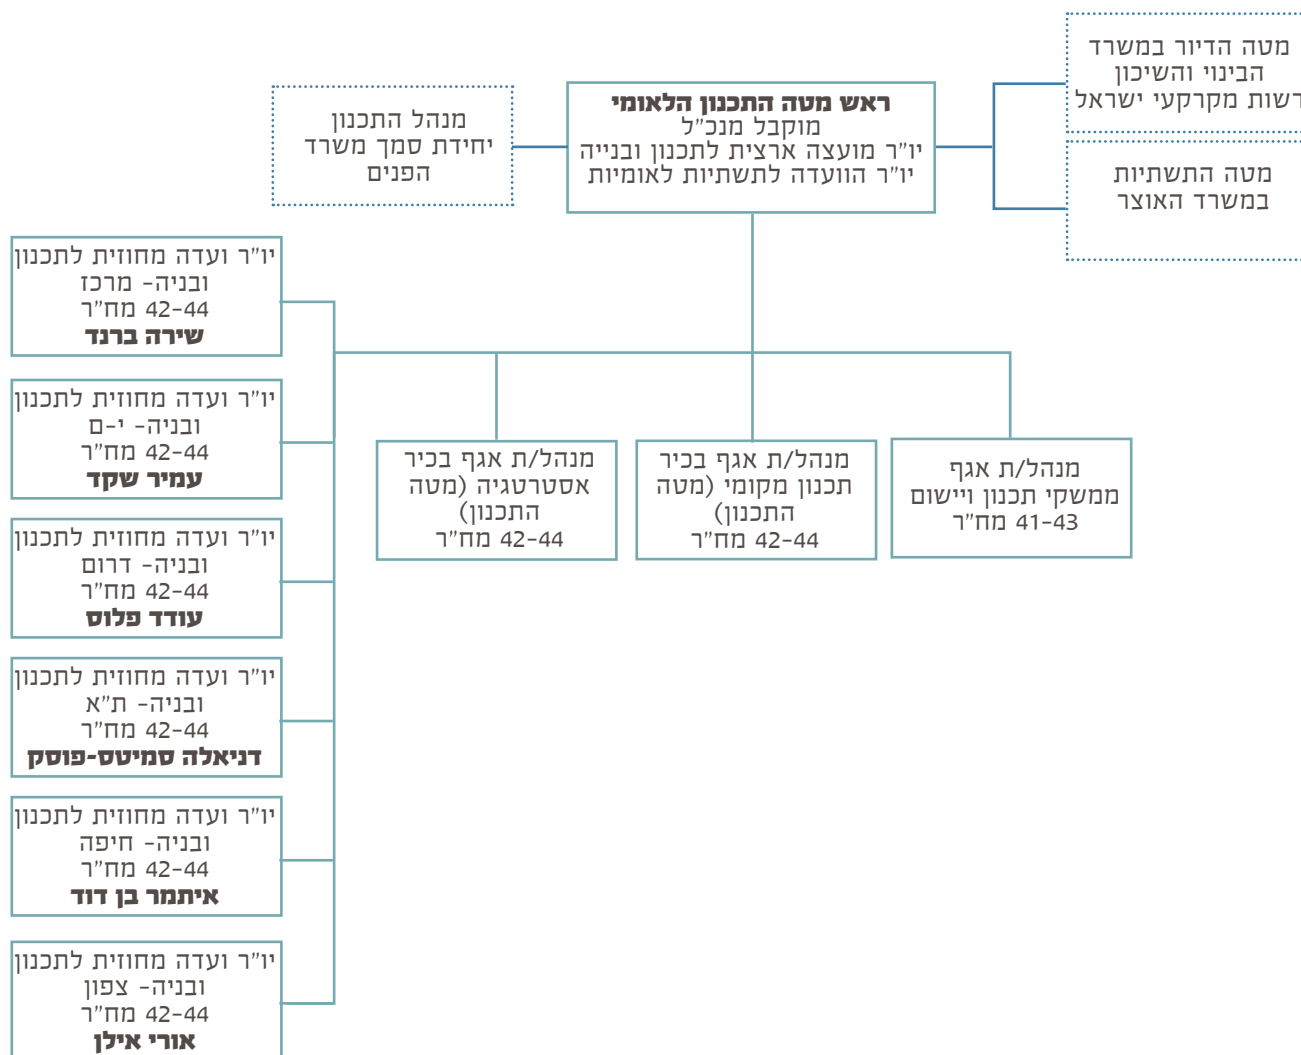 מטה הדיור במשרד
הבינוי והשיכון
רשות מקרקעי ישראל
ראש מטה התכנון הלאומי
מוקבל מנכ"ל
יו"ר מועצה ארצית לתכנון ובנייה
יו"ר הוועדה לתשתיות לאומיות
מנהל התכנון
יחידת סמך משרד
הפנים
מטה התשתיות
במשרד האוצר
מנהל/ת אגף
ממשקי תכנון ויישום
41-43 מח"ר
מנהל/ת אגף בכיר
תכנון מקומי (מטה
התכנון)
42-44 מח"ר
מנהל/ת אגף בכיר
אסטרטגיה (מטה
התכנון)
42-44 מח"ר
יו"ר ועדה מחוזית לתכנון
ובניה- מרכז
42-44 מח"ר
שירה ברנד
יו"ר ועדה מחוזית לתכנון
ובניה- י-ם
42-44 מח"ר
עמיר שקד
יו"ר ועדה מחוזית לתכנון
ובניה- דרום
42-44 מח"ר
עודד פלוס
יו"ר ועדה מחוזית לתכנון
ובניה- ת"א
42-44 מח"ר
דניאלה סמיטס-פוסק
יו"ר ועדה מחוזית לתכנון
ובניה- חיפה
42-44 מח"ר
איתמר בן דוד
יו"ר ועדה מחוזית לתכנון
ובניה- צפון
42-44 מח"ר
אורי אילן